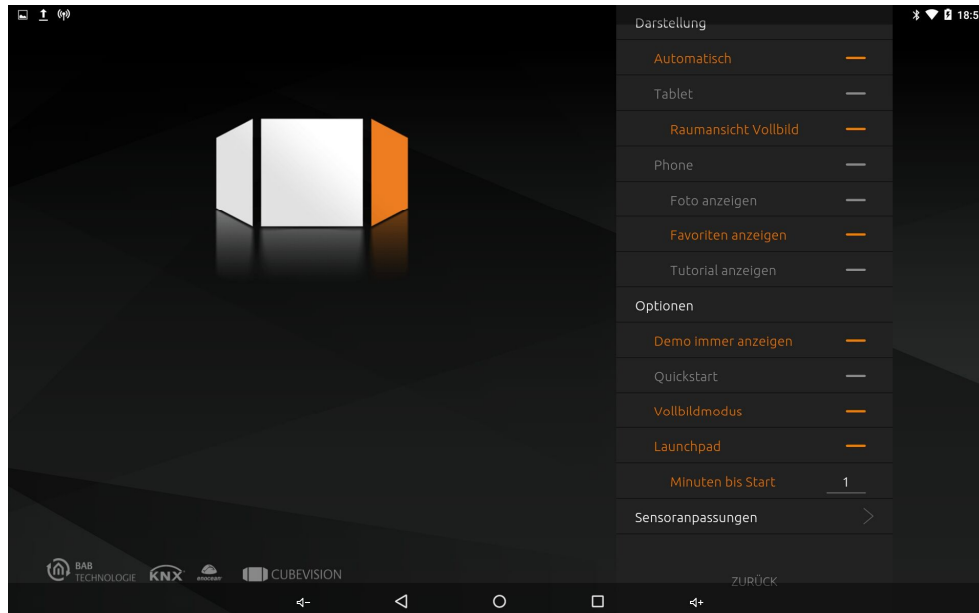 18:5
Darstellung
Automatisch
Tablet
Raumansicht Vollbild
Phone
Foto anzeigen
Favoriten anzeigen
Tutorial anzeigen
Optionen
Demo immer anzeigen
Quickstart
Vollbildmodus
Launchpad
Minuten bis Start 1
Sensoranpassungen
BAB
TECHNOLOGIE
KNX
enocean
CUBEVISION
ZURÜCK